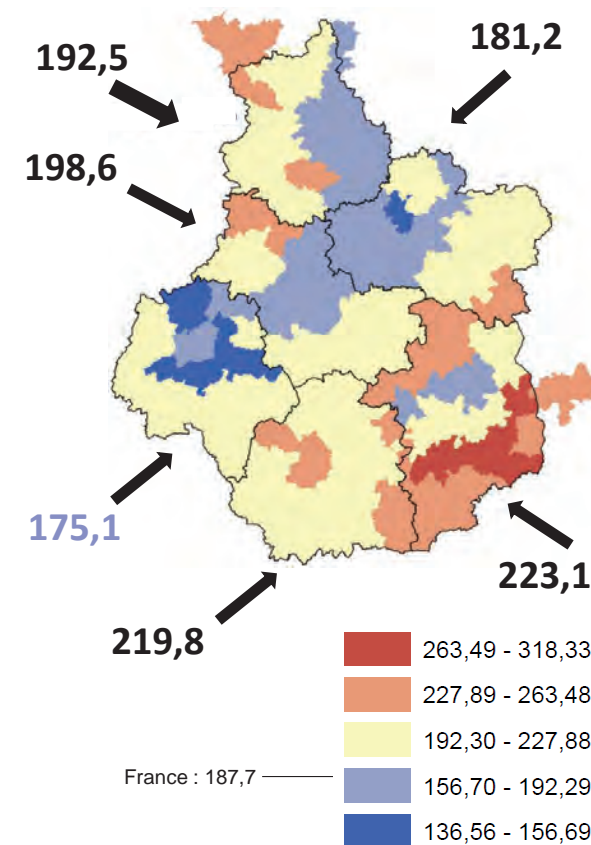 181,2
192,5
198,6
175,1
223,1
219,8
263,49 - 318,33
227,89 - 263,48
192,30 - 227,88
France : 187,7
156,70 - 192,29
136,56 - 156,69